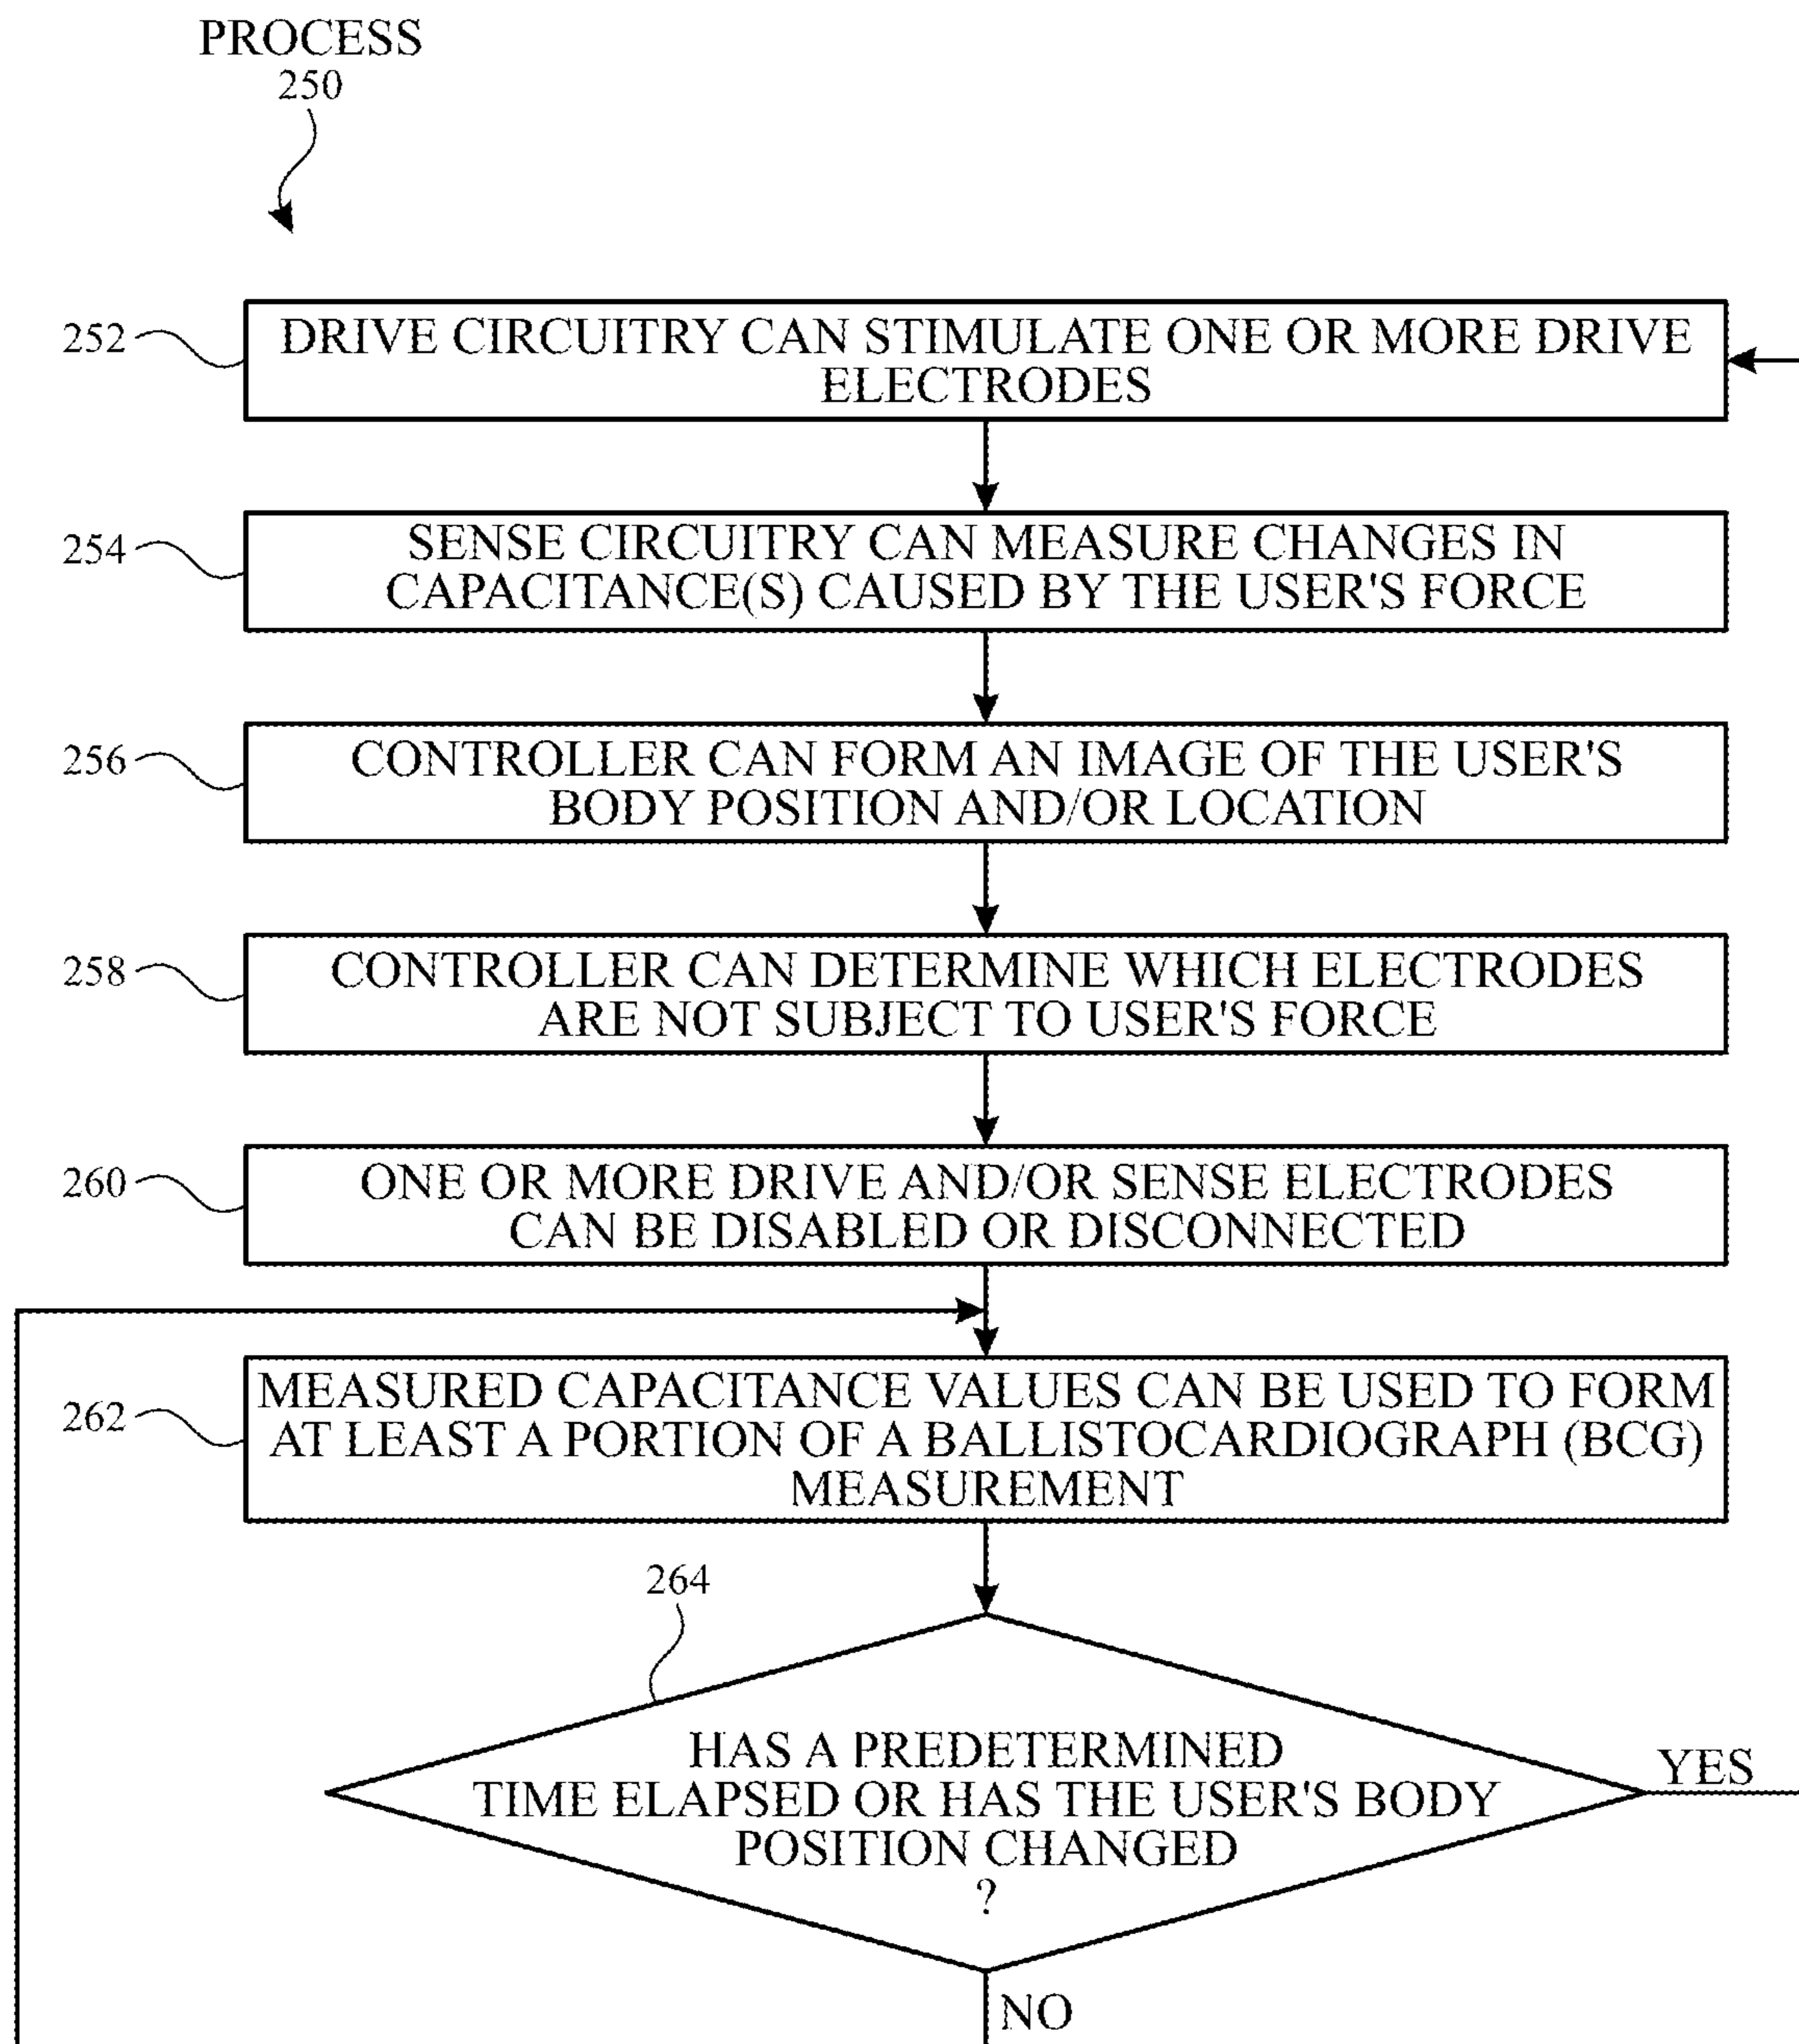 PROCESS
250
252
DRIVE CIRCUITRY CAN STIMULATE ONE OR MORE DRIVE
ELECTRODES
254
SENSE CIRCUITRY CAN MEASURE CHANGES IN
CAPACITANCE(S) CAUSED BY THE USER'S FORCE
256
CONTROLLER CAN FORM AN IMAGE OF THE USER'S
BODY POSITION AND/OR LOCATION
258
CONTROLLER CAN DETERMINE WHICH ELECTRODES
ARE NOT SUBJECT TO USER'S FORCE
260
ONE OR MORE DRIVE AND/OR SENSE ELECTRODES
CAN BE DISABLED OR DISCONNECTED
262
MEASURED CAPACITANCE VALUES CAN BE USED TO FORM
AT LEAST A PORTION OF A BALLISTOCARDIOGRAPH (BCG)
MEASUREMENT
264
HAS A PREDETERMINED
TIME ELAPSED OR HAS THE USER'S BODY
POSITION CHANGED
?
YES
NO